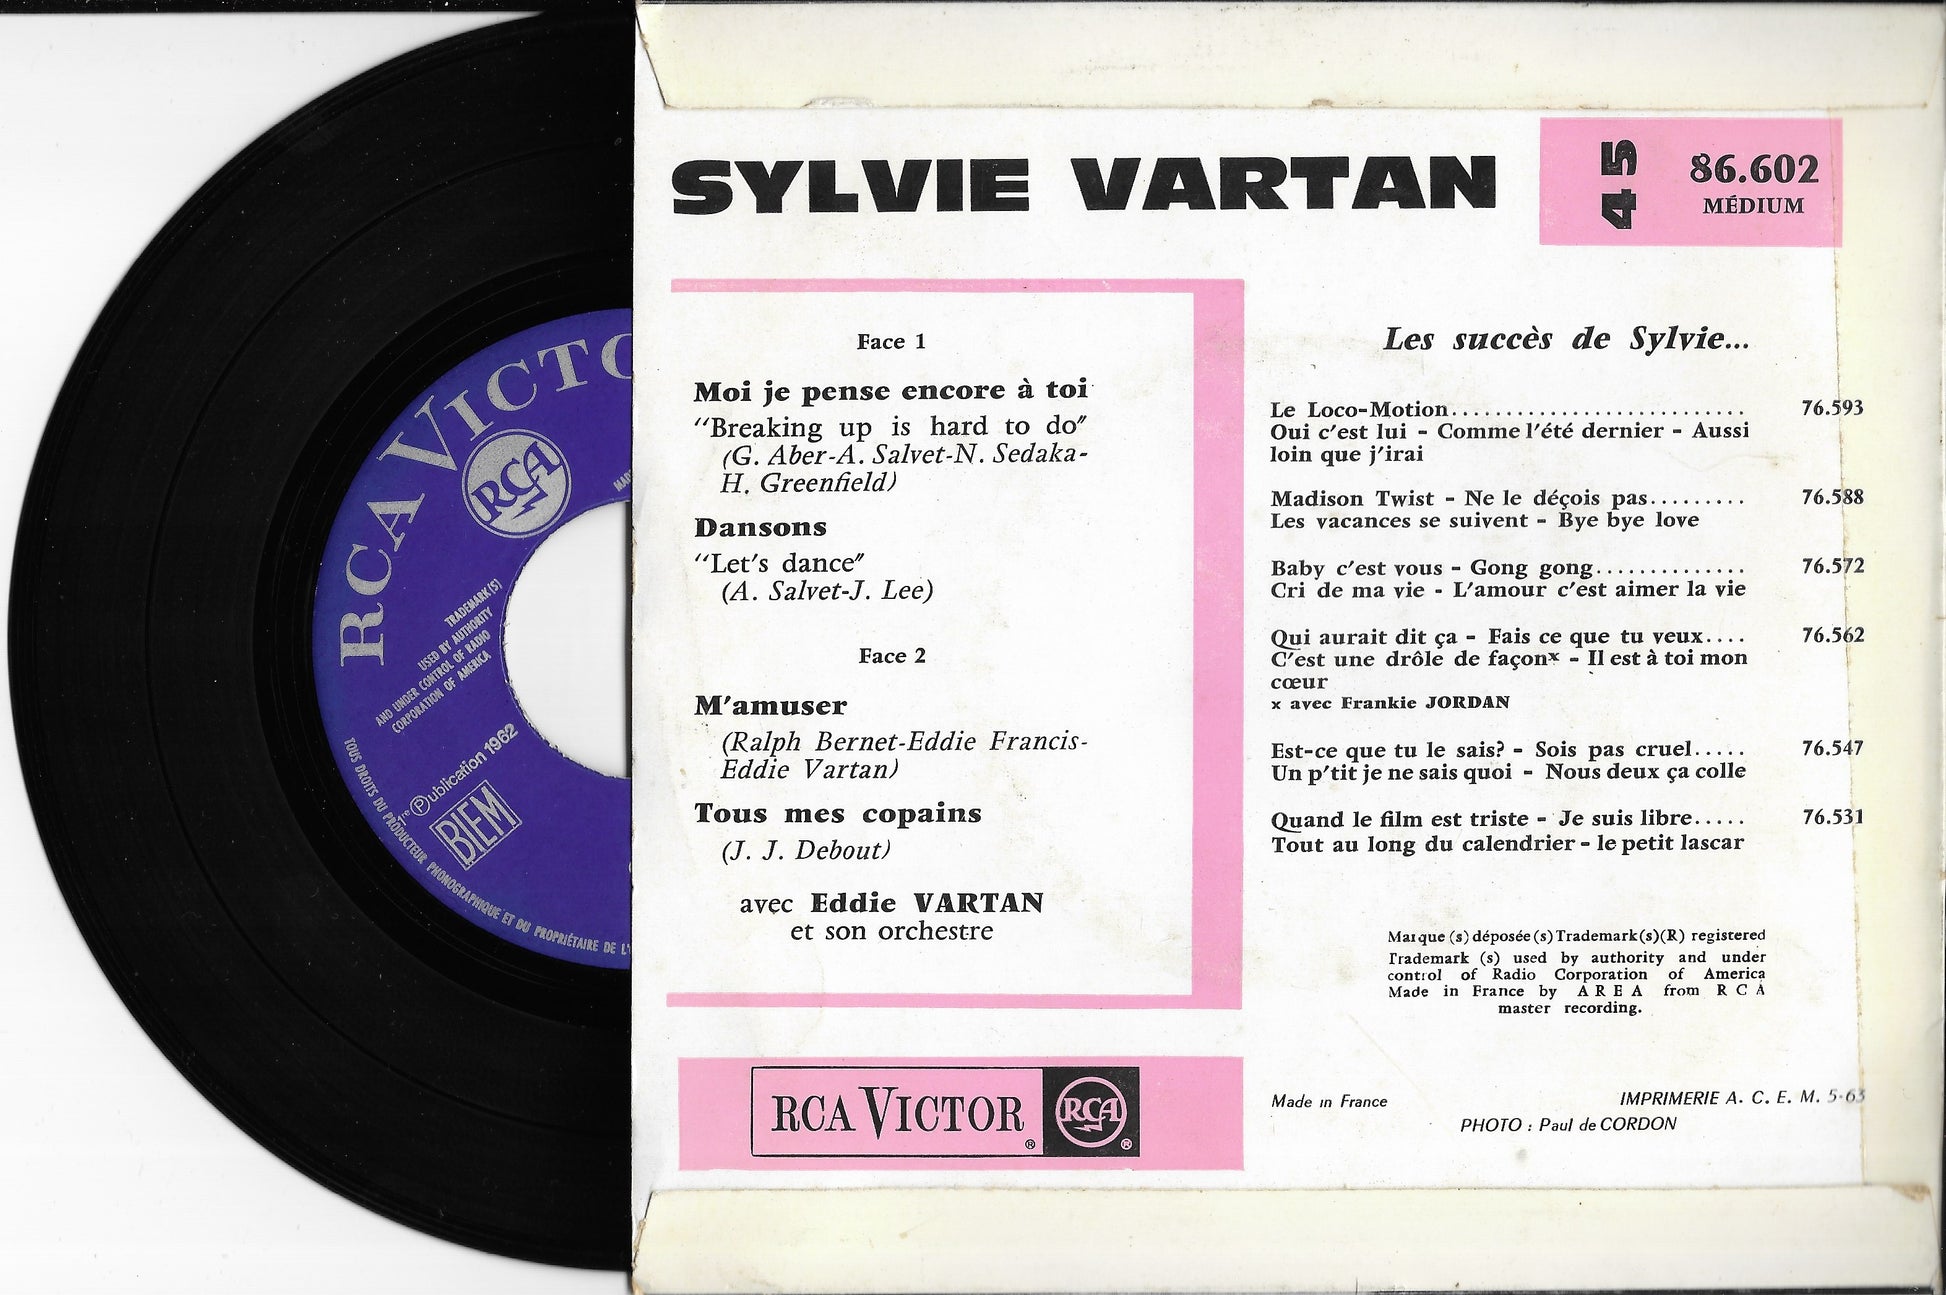 RCA VICTO
RCA
TRADEMARK(S)
USED BY AUTHORITY
AND UNDER CONTROL OF RADIO
CORPORATION OF AMERICA
1re Ⓟublication 1962
BIEM
TOUS DROITS DU PRODUCTEUR PHONOGRAPHIQUE ET DU PROPRIÉTAIRE DE L'
SYLVIE VARTAN
45
86.602
MÉDIUM
Face 1
Moi je pense encore à toi
"Breaking up is hard to do"
(G. Aber-A. Salvet-N. Sedaka-
H. Greenfield)
Dansons
"Let's dance"
(A. Salvet-J. Lee)
Face 2
M'amuser
(Ralph Bernet-Eddie Francis-
Eddie Vartan)
Tous mes copains
(J. J. Debout)
avec Eddie VARTAN
et son orchestre
Les succès de Sylvie...
Le Loco-Motion........................... 76.593
Oui c'est lui - Comme l'été dernier - Aussi
loin que j'irai
Madison Twist - Ne le déçois pas......... 76.588
Les vacances se suivent - Bye bye love
Baby c'est vous - Gong gong.............. 76.572
Cri de ma vie - L'amour c'est aimer la vie
Qui aurait dit ça - Fais ce que tu veux.... 76.562
C'est une drôle de façonx - Il est à toi mon
cœur
x avec Frankie JORDAN
Est-ce que tu le sais? - Sois pas cruel..... 76.547
Un p'tit je ne sais quoi - Nous deux ça colle
Quand le film est triste - Je suis libre..... 76.531
Tout au long du calendrier - le petit lascar
Marque (s) déposée (s) Trademark(s)(R) registered
Trademark (s) used by authority and under
control of Radio Corporation of America
Made in France by A R E A from R C A
master recording.
RCA VICTOR ® RCA ®
Made in France
IMPRIMERIE A. C. E. M. 5-63
PHOTO : Paul de CORDON